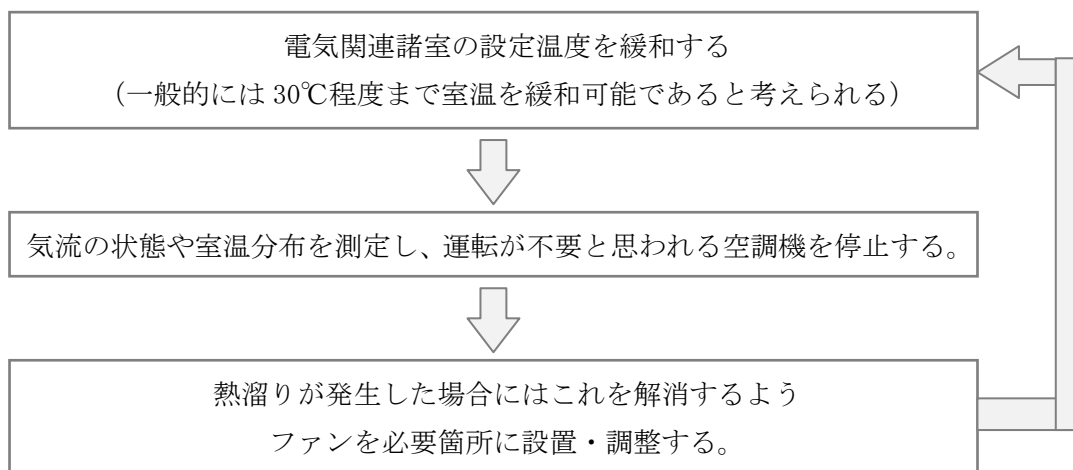 電気関連諸室の設定温度を緩和する
（一般的には 30℃程度まで室温を緩和可能であると考えられる）
気流の状態や室温分布を測定し、運転が不要と思われる空調機を停止する。
熱溜りが発生した場合にはこれを解消するよう
ファンを必要箇所に設置・調整する。